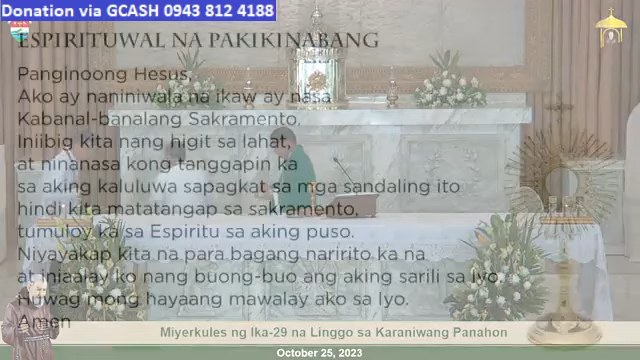 Donation via GCASH 0943 812 4188
ESPIRITUWAL NA PAKIKINABANG
Panginoong Hesus,
Ako ay naniniwala na ikaw ay nasa
Kabanal-banalang Sakramento,
Iniibig kita nang higit sa lahat,
at ninanasa kong tanggapin ka
sa aking kaluluwa sapagkat sa mga sandaling ito
hindi kita matatangap sa sakramento,
tumuloy ka sa Espiritu sa aking puso.
Niyayakap kita na para bagang naririto ka na
at iniaalay ko nang buong-buo ang aking sarili sa Iyo.
Huwag mong hayaang mawalay ako sa Iyo.
Amen
Miyerkules ng Ika-29 na Linggo sa Karaniwang Panahon
October 25, 2023